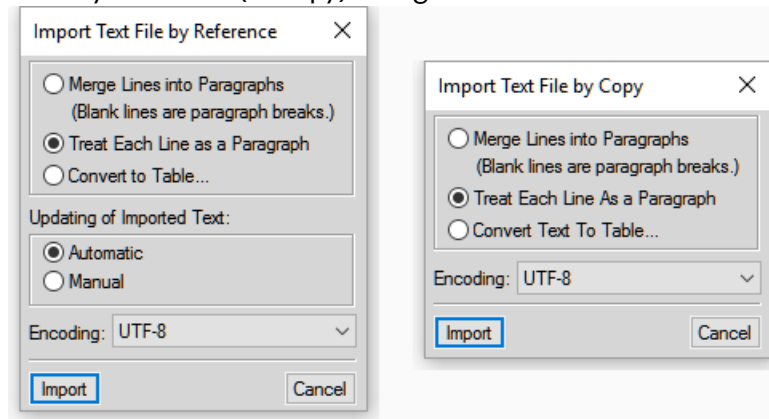 Import Text File by Reference
Merge Lines into Paragraphs
(Blank lines are paragraph breaks.)
Treat Each Line as a Paragraph
Convert to Table...
Updating of Imported Text:
Automatic
Manual
Encoding: UTF-8
Import Cancel
Import Text File by Copy
Merge Lines into Paragraphs
(Blank lines are paragraph breaks.)
Treat Each Line As a Paragraph
Convert Text To Table...
Encoding: UTF-8
Import Cancel